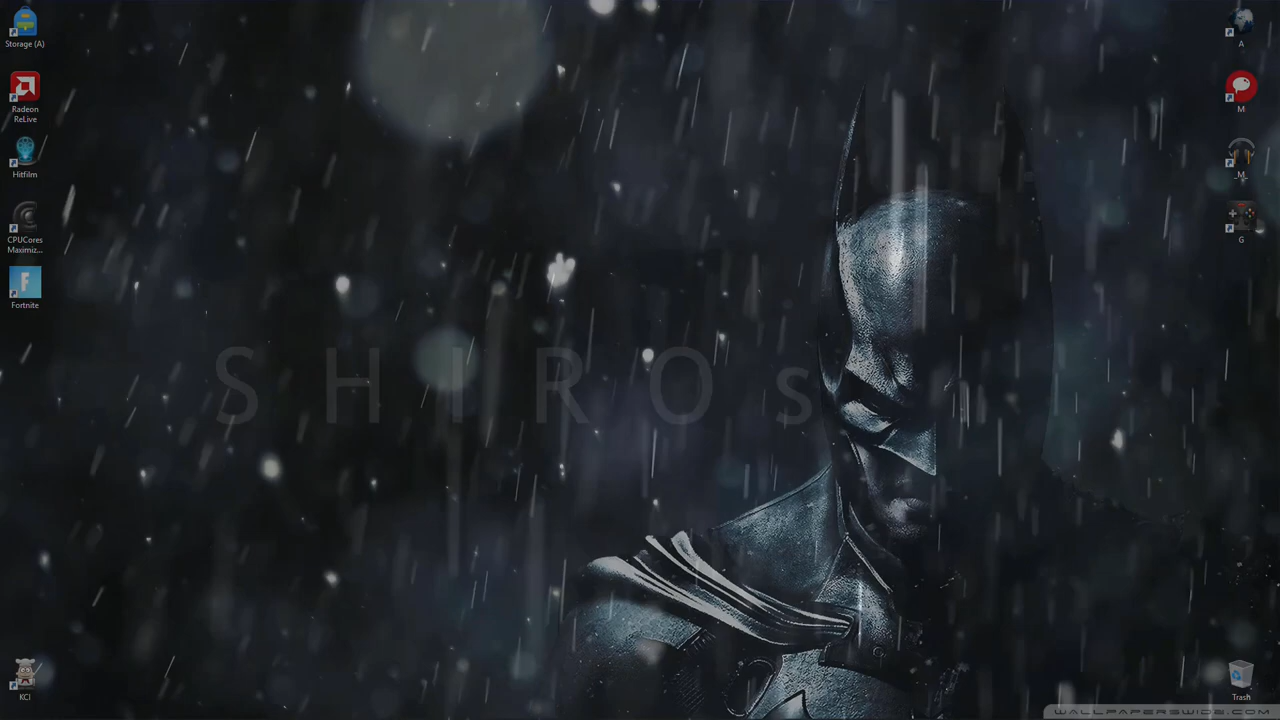 Storage (A)
Radeon
ReLive
Hitfilm
CPUCores
Maximiz...
F
Fortnite
KCI
S H I R O s
A
M
M
G
Trash
WALLPAPERSWIDE.COM